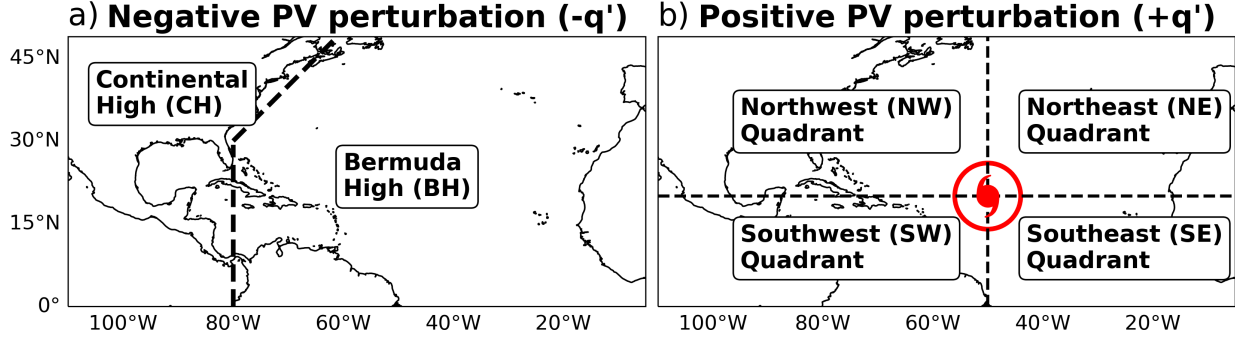 a) Negative PV perturbation (-q')
45°N
30°N
15°N
0°
Continental
High (CH)
Bermuda
High (BH)
100°W 80°W 60°W 40°W 20°W
b) Positive PV perturbation (+q')
Northwest (NW)
Quadrant
Northeast (NE)
Quadrant
Southwest (SW)
Quadrant
Southeast (SE)
Quadrant
100°W 80°W 60°W 40°W 20°W